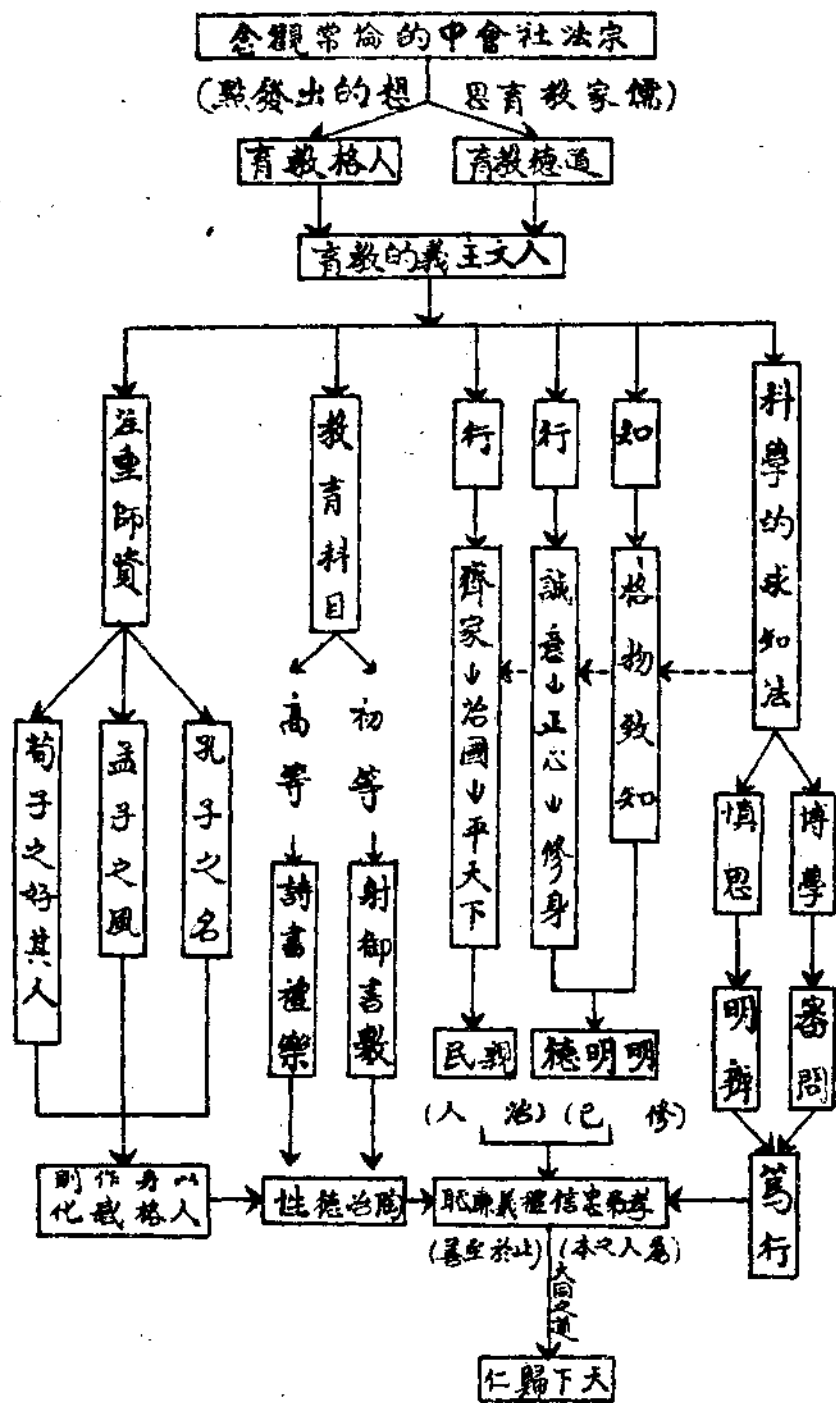 宗法社會中的倫常觀念
(儒家教育思想的出發點)
道德教育
人格教育
人文主義的教育
科學的求知法
知
行
行
教育科目
注重師資
格物致知
誠意→正心→修身
齊家→治國→平天下
初等
高等
孔子之名
孟子之風
荀子之好其人
博學
慎思
射御書數
詩書禮樂
審問
明辨
明明德
親民
(修己)(治人)
篤行
孝弟忠信禮義廉恥
陶冶德性
以身作則
人格感化
(為人之本)(止於至善)
大同之道
天下歸仁